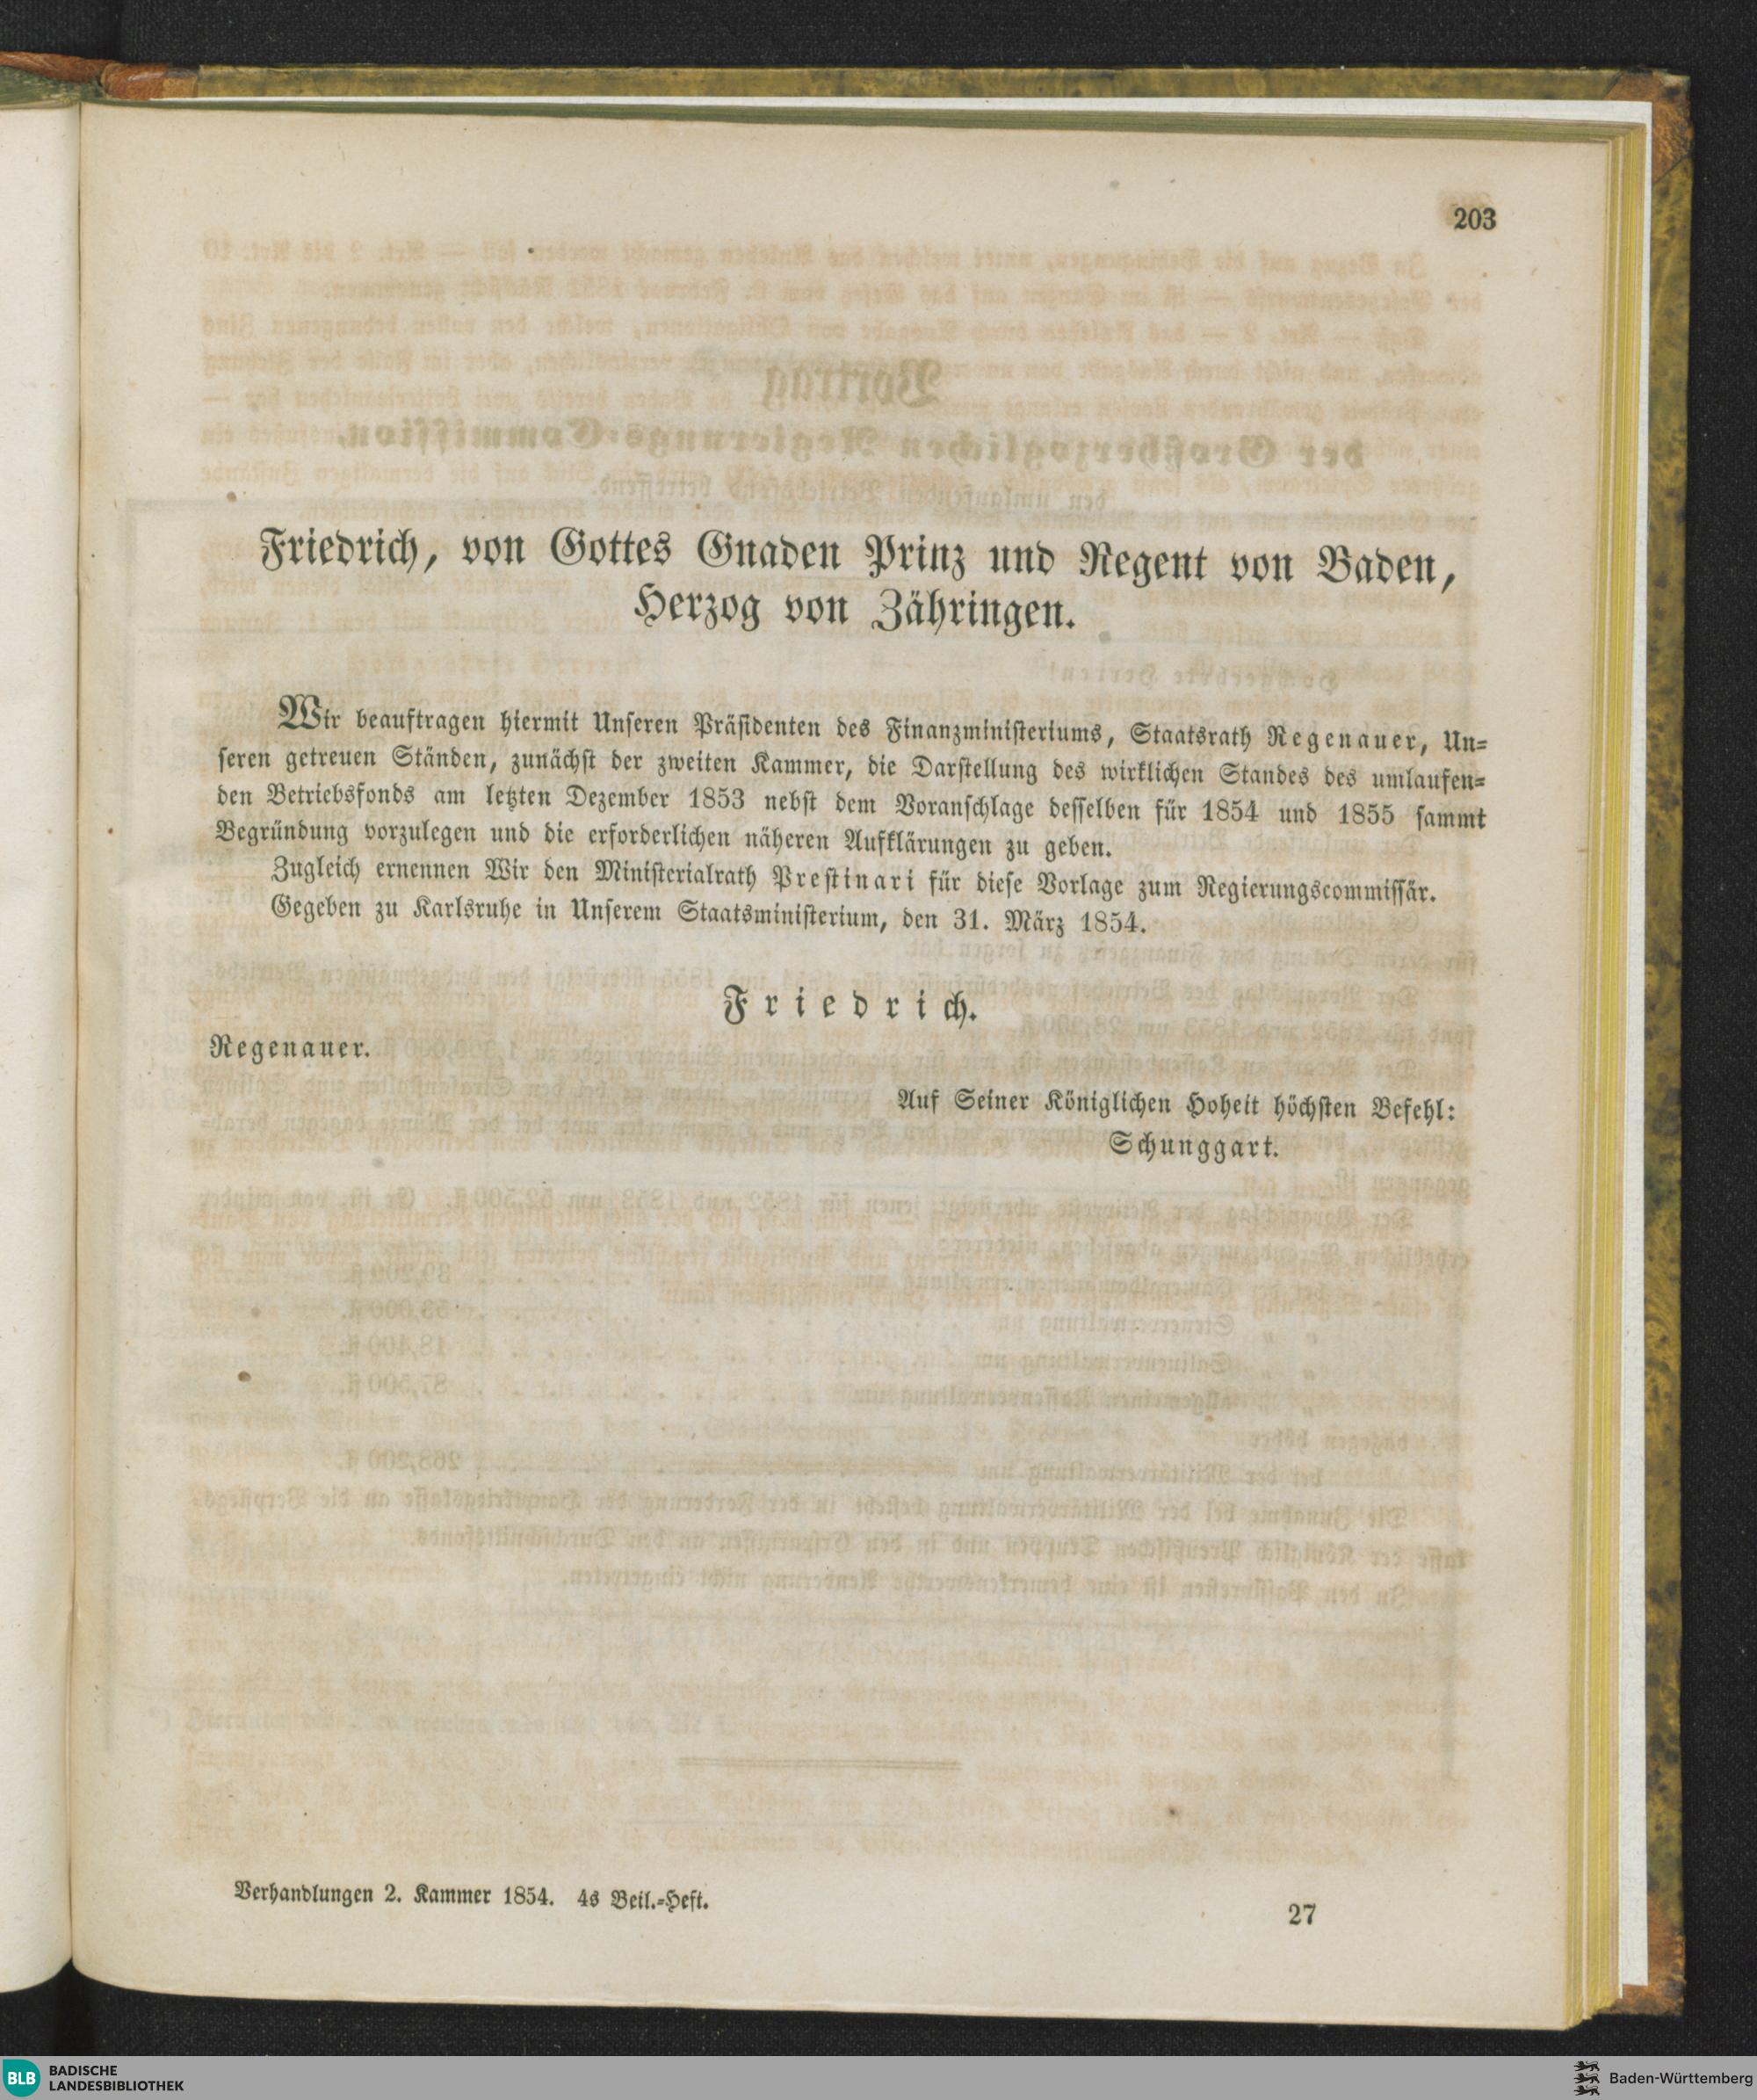 203
Friedrich, von Gottes Gnaden Prinz und Regent von Baden,
Herzog von Zähringen.
Wir beauftragen hiermit Unseren Präsidenten des Finanzministeriums, Staatsrath Regenauer, Un-
seren getreuen Ständen, zunächst der zweiten Kammer, die Darstellung des wirklichen Standes des umlaufen-
den Betriebsfonds am letzten Dezember 1853 nebst dem Voranschlage desselben für 1854 und 1855 sammt
Begründung vorzulegen und die erforderlichen näheren Aufklärungen zu geben.
Zugleich ernennen Wir den Ministerialrath Prestinari für diese Vorlage zum Regierungscommissär.
Gegeben zu Karlsruhe in Unserem Staatsministerium, den 31. März 1854.
Friedrich.
Regenauer.
Auf Seiner Königlichen Hoheit höchsten Befehl:
Schunggart.
Verhandlungen 2. Kammer 1854. 4s Beil.-Heft.
27
BLB BADISCHE
LANDESBIBLIOTHEK
Baden-Württemberg